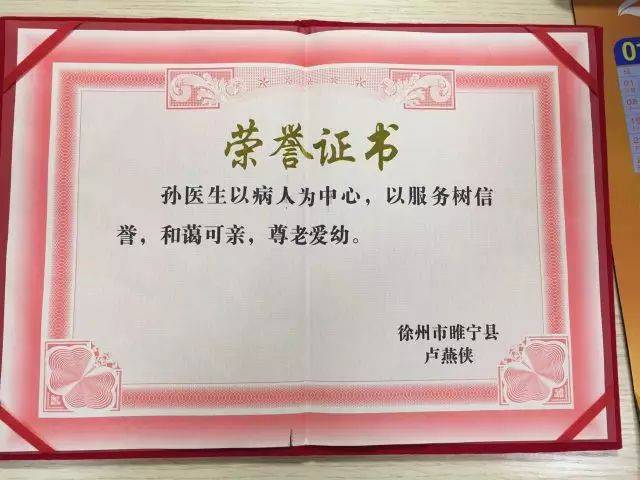 荣誉证书
孙医生以病人为中心，以服务树信
誉，和蔼可亲，尊老爱幼。
徐州市睢宁县
卢燕侠